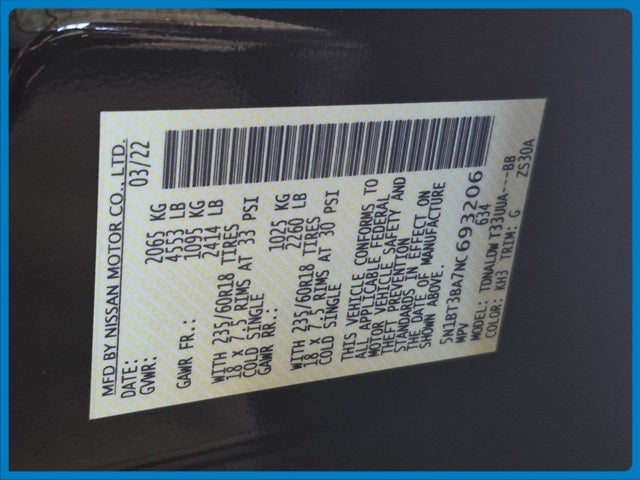 MFD BY NISSAN MOTOR CO., LTD.
DATE: 03/22
GVWR: 2065 KG
4553 LB
GAWR FR.: 1095 KG
2414 LB
WITH 235/60R18 TIRES
18 X 7.5 RIMS AT 33 PSI
COLD SINGLE
GAWR RR.: 1025 KG
2260 LB
WITH 235/60R18 TIRES
18 X 7.5 RIMS AT 30 PSI
COLD SINGLE
THIS VEHICLE CONFORMS TO
ALL APPLICABLE FEDERAL
MOTOR VEHICLE SAFETY AND
THEFT PREVENTION
STANDARDS IN EFFECT ON
THE DATE OF MANUFACTURE
SHOWN ABOVE.
5N1BT3BA7NC693206
MPV 634
MODEL: TDNALDW T33UUA---BB
COLOR: KH3 TRIM: G ZS30A